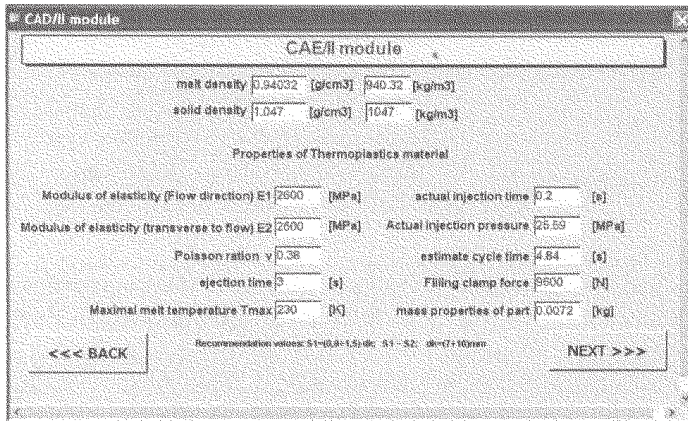 CAD/II module
CAE/II module
melt density 0.94032 [g/cm3] 940.32 [kg/m3]
solid density 1.047 [g/cm3] 1047 [kg/m3]
Properties of Thermoplastics material
Modulus of elasticity (Flow direction) E1 2600 [MPa] actual injection time 0.2 [s]
Modulus of elasticity (transverse to flow) E2 2600 [MPa] Actual injection pressure 25.59 [MPa]
Poisson ration v 0.38 estimate cycle time 4.84 [s]
ejection time 3 [s] Filling clamp force 9600 [N]
Maximal melt temperature Tmax 230 [K] mass properties of part 0.0072 [kg]
<<< BACK Recommendation values: S1 S2; NEXT >>>